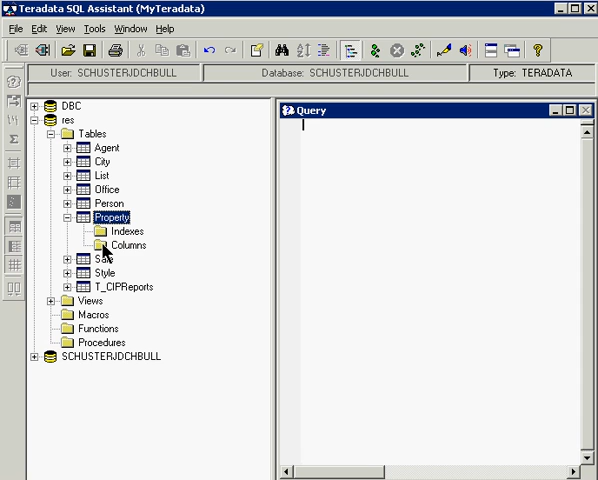 Teradata SQL Assistant (MyTeradata)
File Edit View Tools Window Help
User: SCHUSTERJDCHBULL Database: SCHUSTERJDCHBULL Type: TERADATA
DBC
res
Tables
Agent
City
List
Office
Person
Property
Indexes
Columns
Style
T_CIPReports
Views
Macros
Functions
Procedures
SCHUSTERJDCHBULL
Query